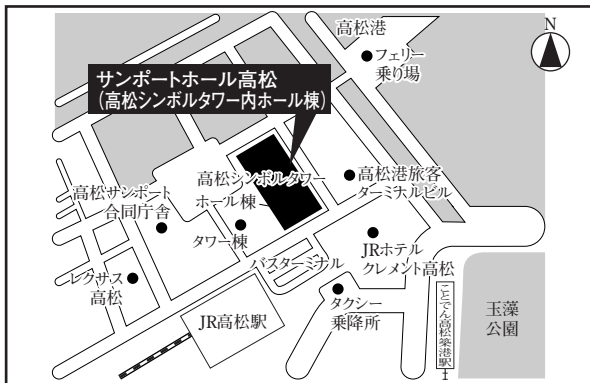 高松港
N
フェリー
乗り場
サンポートホール高松
(高松シンボルタワー内ホール棟)
高松シンボルタワー
ホール棟
高松港旅客
ターミナルビル
高松サンポート
合同庁舎
タワー棟
バスターミナル
JRホテル
クレメント高松
レクサス
高松
JR高松駅
タクシー
乗降所
ことでん高松築港駅
玉藻
公園